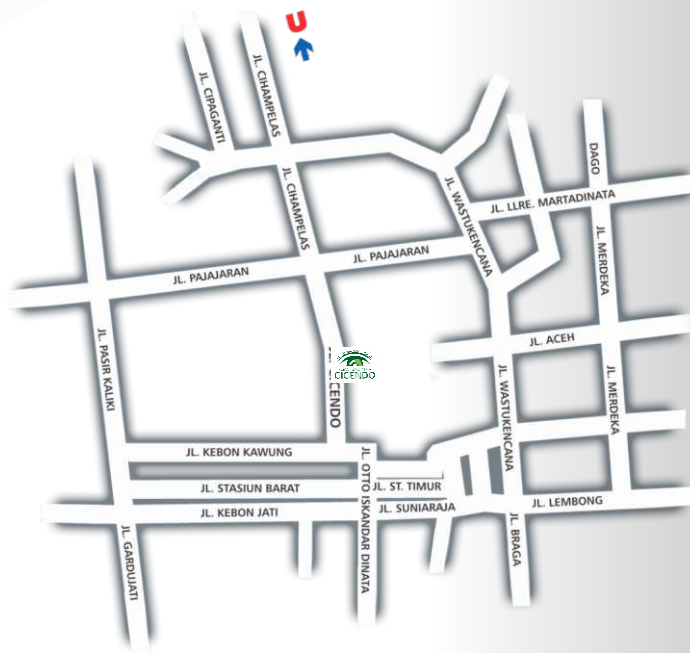 U
JL. CIPAGANTI
JL. CIHAMPELAS
DAGO
JL. CIHAMPELAS
JL. WASTUKENCANA
JL. LLRE. MARTADINATA
JL. PAJAJARAN
JL. PAJAJARAN
JL. MERDEKA
JL. PASIR KALIKI
JL. ACEH
CICENDO
JL. WASTUKENCANA
JL. MERDEKA
JL. KEBON KAWUNG
JL. STASIUN BARAT
JL. OTTO ISKANDAR DINATA
JL. ST. TIMUR
JL. KEBON JATI
JL. SUNIARAJA
JL. LEMBONG
JL. GARDUJATI
JL. BRAGA